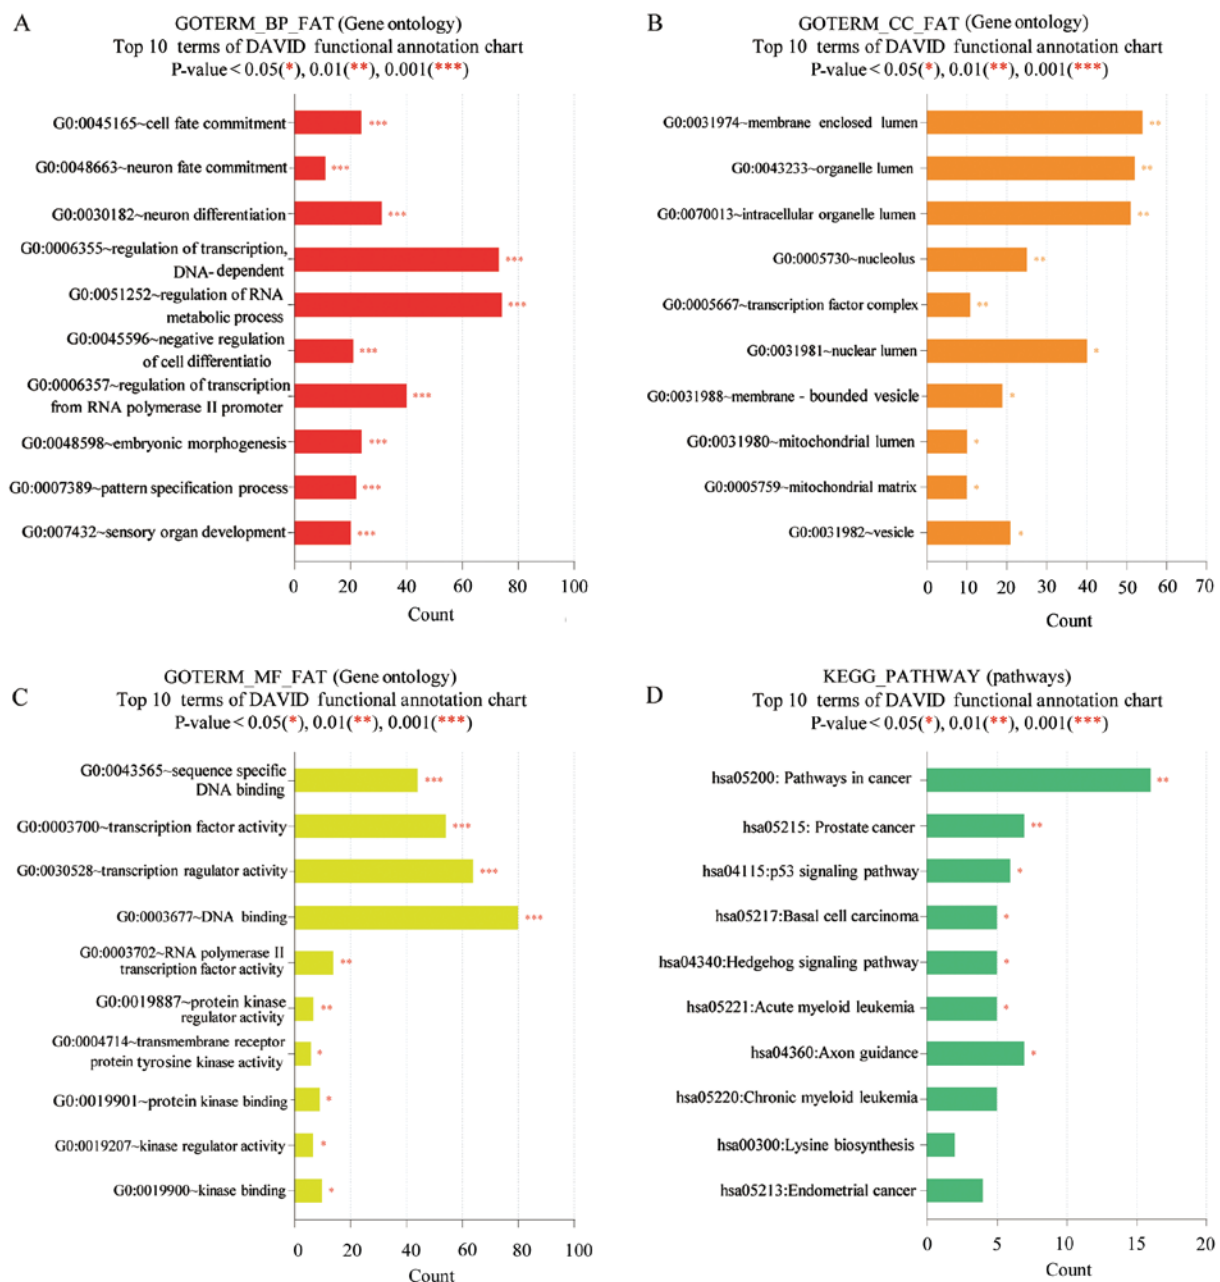 A
GOTERM_BP_FAT (Gene ontology)
Top 10 terms of DAVID functional annotation chart
P-value < 0.05(*), 0.01(**), 0.001(***)
G0:0045165~cell fate commitment
***
G0:0048663~neuron fate commitment
***
G0:0030182~neuron differentiation
***
G0:0006355~regulation of transcription,
DNA-dependent
***
G0:0051252~regulation of RNA
metabolic process
***
G0:0045596~negative regulation
of cell differentiatio
***
G0:0006357~regulation of transcription
from RNA polymerase II promoter
***
G0:0048598~embryonic morphogenesis
***
G0:0007389~pattern specification process
***
G0:007432~sensory organ development
***
0 20 40 60 80 100
Count
B
GOTERM_CC_FAT (Gene ontology)
Top 10 terms of DAVID functional annotation chart
P-value < 0.05(*), 0.01(**), 0.001(***)
G0:0031974~membrane enclosed lumen
**
G0:0043233~organelle lumen
**
G0:0070013~intracellular organelle lumen
**
G0:0005730~nucleolus
**
G0:0005667~transcription factor complex
**
G0:0031981~nuclear lumen
*
G0:0031988~membrane - bounded vesicle
*
G0:0031980~mitochondrial lumen
*
G0:0005759~mitochondrial matrix
*
G0:0031982~vesicle
*
0 10 20 30 40 50 60 70
Count
C
GOTERM_MF_FAT (Gene ontology)
Top 10 terms of DAVID functional annotation chart
P-value < 0.05(*), 0.01(**), 0.001(***)
G0:0043565~sequence specific
DNA binding
***
G0:0003700~transcription factor activity
***
G0:0030528~transcription ragulator activity
***
G0:0003677~DNA binding
***
G0:0003702~RNA polymerase II
transcription factor activity
**
G0:0019887~protein kinase
regulator activity
**
G0:0004714~transmembrane receptor
protein tyrosine kinase activity
*
G0:0019901~protein kinase binding
*
G0:0019207~kinase regulator activity
*
G0:0019900~kinase binding
*
0 20 40 60 80 100
Count
D
KEGG_PATHWAY (pathways)
Top 10 terms of DAVID functional annotation chart
P-value < 0.05(*), 0.01(**), 0.001(***)
hsa05200: Pathways in cancer
**
hsa05215: Prostate cancer
**
hsa04115:p53 signaling pathway
*
hsa05217:Basal cell carcinoma
*
hsa04340:Hedgehog signaling pathway
*
hsa05221:Acute myeloid leukemia
*
hsa04360:Axon guidance
*
hsa05220:Chronic myeloid leukemia
hsa00300:Lysine biosynthesis
hsa05213:Endometrial cancer
0 5 10 15 20
Count